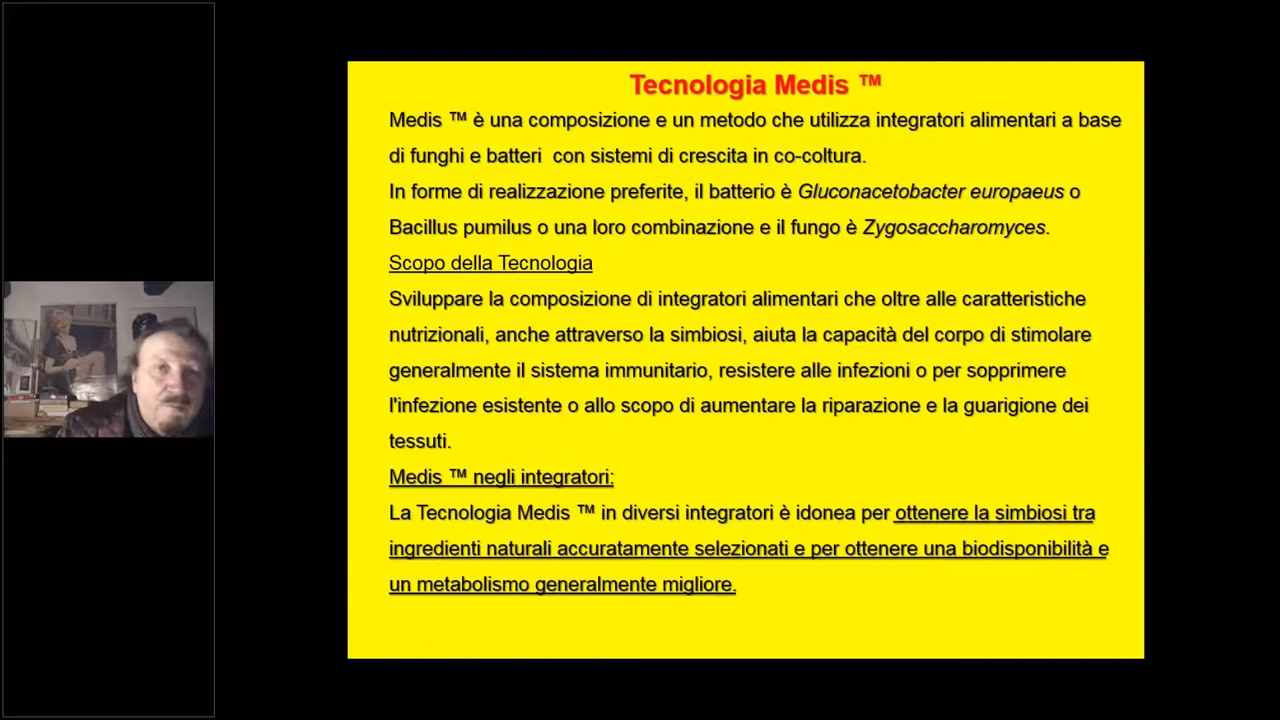 Tecnologia Medis ™
Medis ™ è una composizione e un metodo che utilizza integratori alimentari a base
di funghi e batteri  con sistemi di crescita in co-coltura.
In forme di realizzazione preferite, il batterio è Gluconacetobacter europaeus o
Bacillus pumilus o una loro combinazione e il fungo è Zygosaccharomyces.
Scopo della Tecnologia
Sviluppare la composizione di integratori alimentari che oltre alle caratteristiche
nutrizionali, anche attraverso la simbiosi, aiuta la capacità del corpo di stimolare
generalmente il sistema immunitario, resistere alle infezioni o per sopprimere
l'infezione esistente o allo scopo di aumentare la riparazione e la guarigione dei
tessuti.
Medis ™ negli integratori:
La Tecnologia Medis ™ in diversi integratori è idonea per ottenere la simbiosi tra
ingredienti naturali accuratamente selezionati e per ottenere una biodisponibilità e
un metabolismo generalmente migliore.